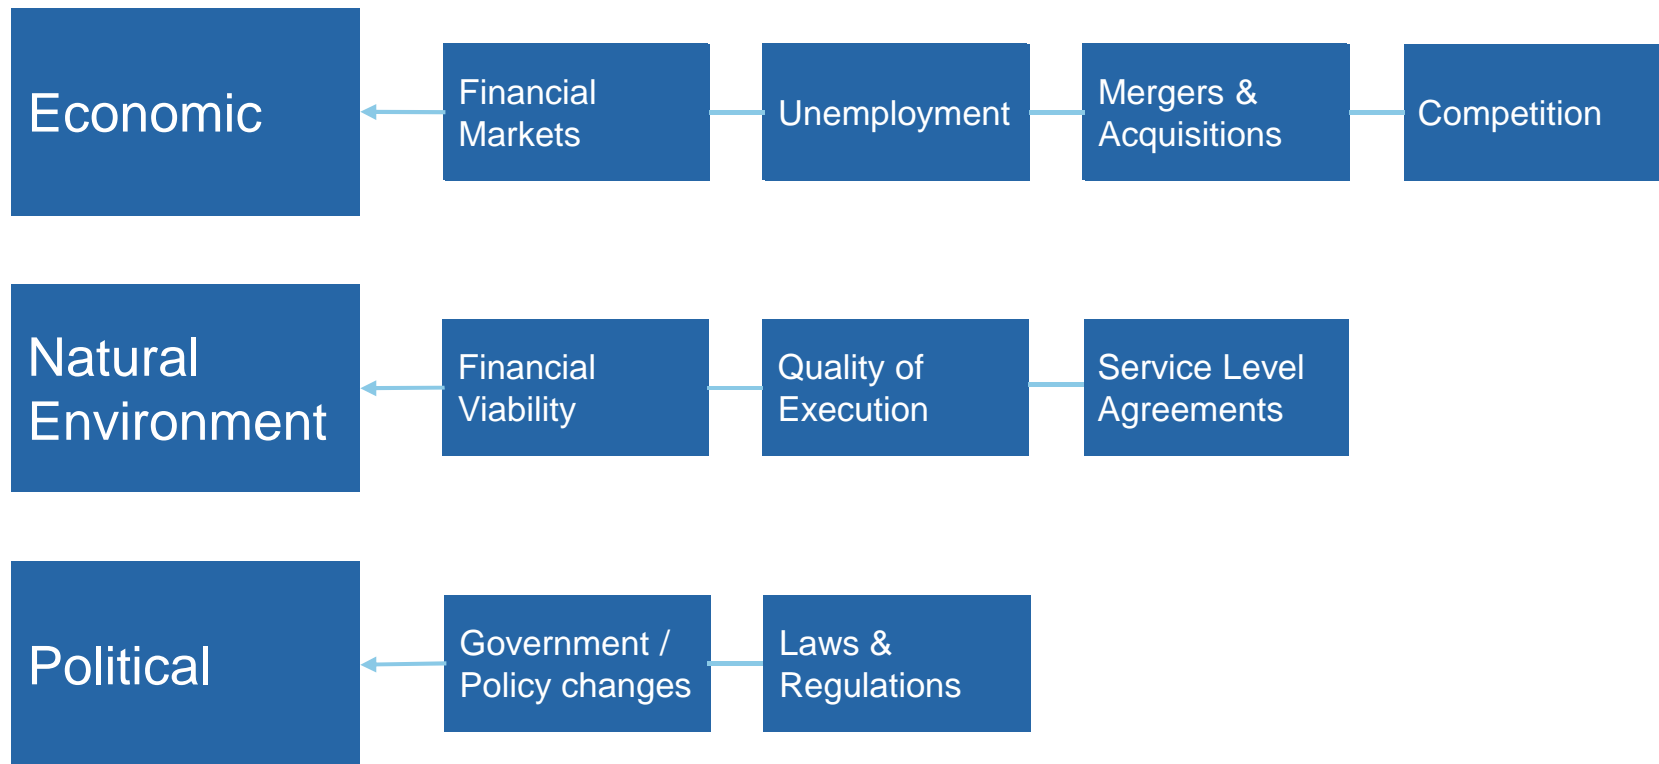 Economic
Financial
Markets
Unemployment
Mergers &
Acquisitions
Competition
Natural
Environment
Financial
Viability
Quality of
Execution
Service Level
Agreements
Political
Government /
Policy changes
Laws &
Regulations